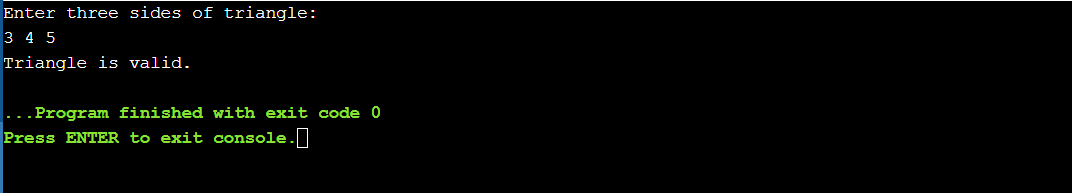 Enter three sides of triangle:
3 4 5
Triangle is valid.
...Program finished with exit code 0
Press ENTER to exit console.